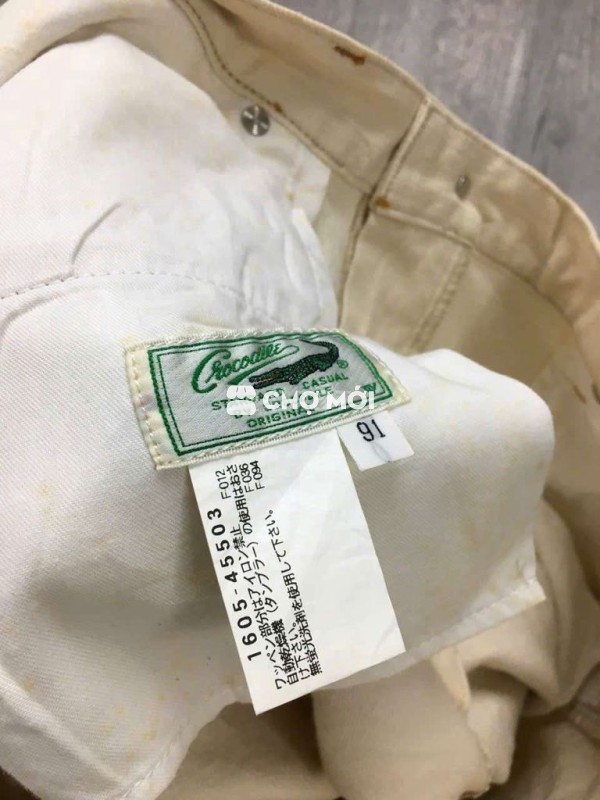 Crocodile
®
CASUAL
CHỢ MỚI
ORIGINAL
91
1605-45503
F012
F036
F094
ワッペン部分はアイロン禁止
自動乾燥機(タンブラー)の使用はおさ
け下さい。
無蛍光洗剤を使用して下さい。